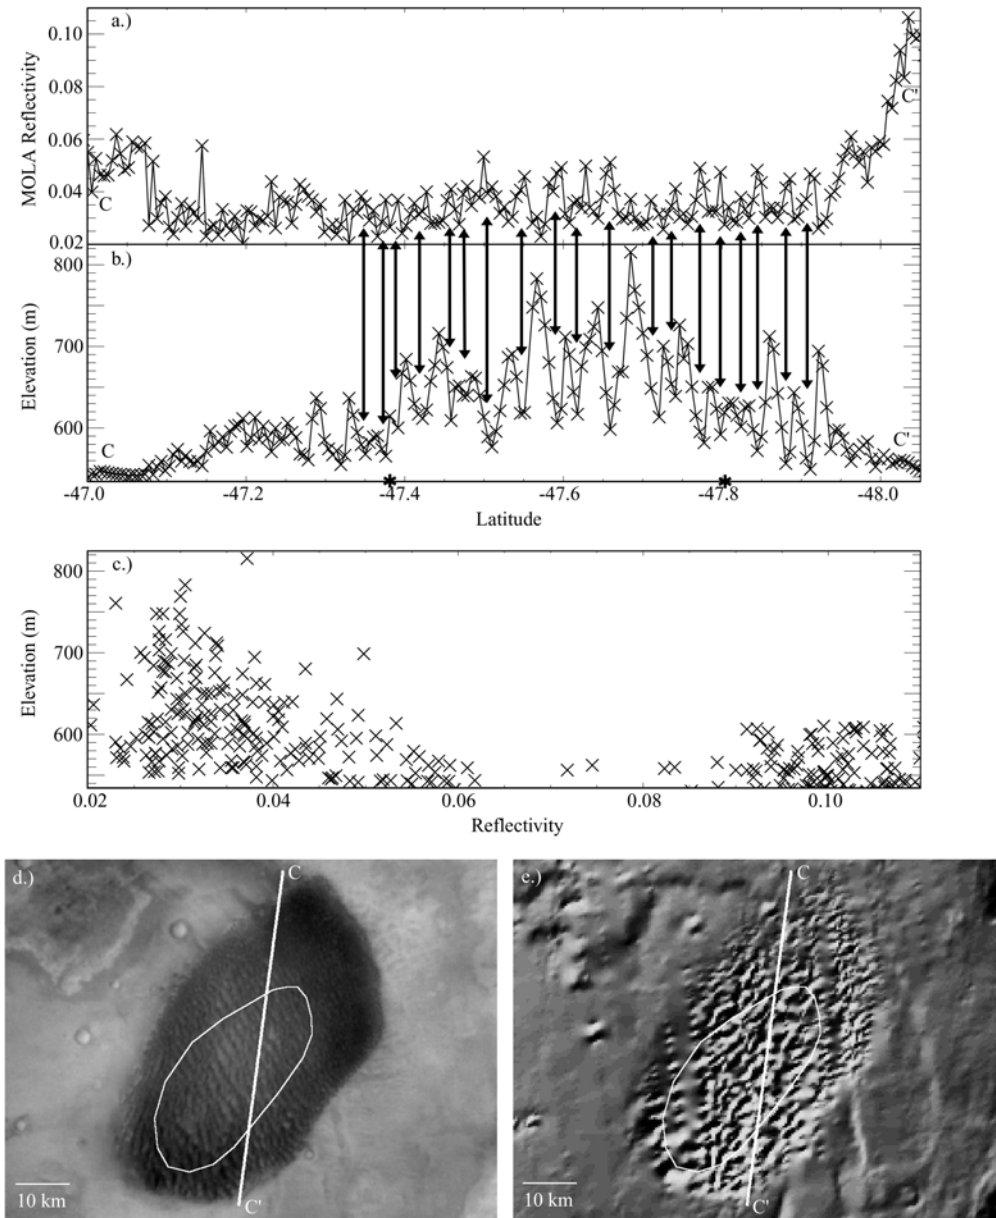 a.)
0.10
0.08
0.06
0.04
0.02
MOLA Reflectivity
C
C'
b.)
800
700
600
Elevation (m)
C
C'
-47.0 -47.2 -47.4 -47.6 -47.8 -48.0
* *
Latitude
c.)
800
700
600
Elevation (m)
0.02 0.04 0.06 0.08 0.10
Reflectivity
d.)
C
C'
10 km
e.)
C
C'
10 km